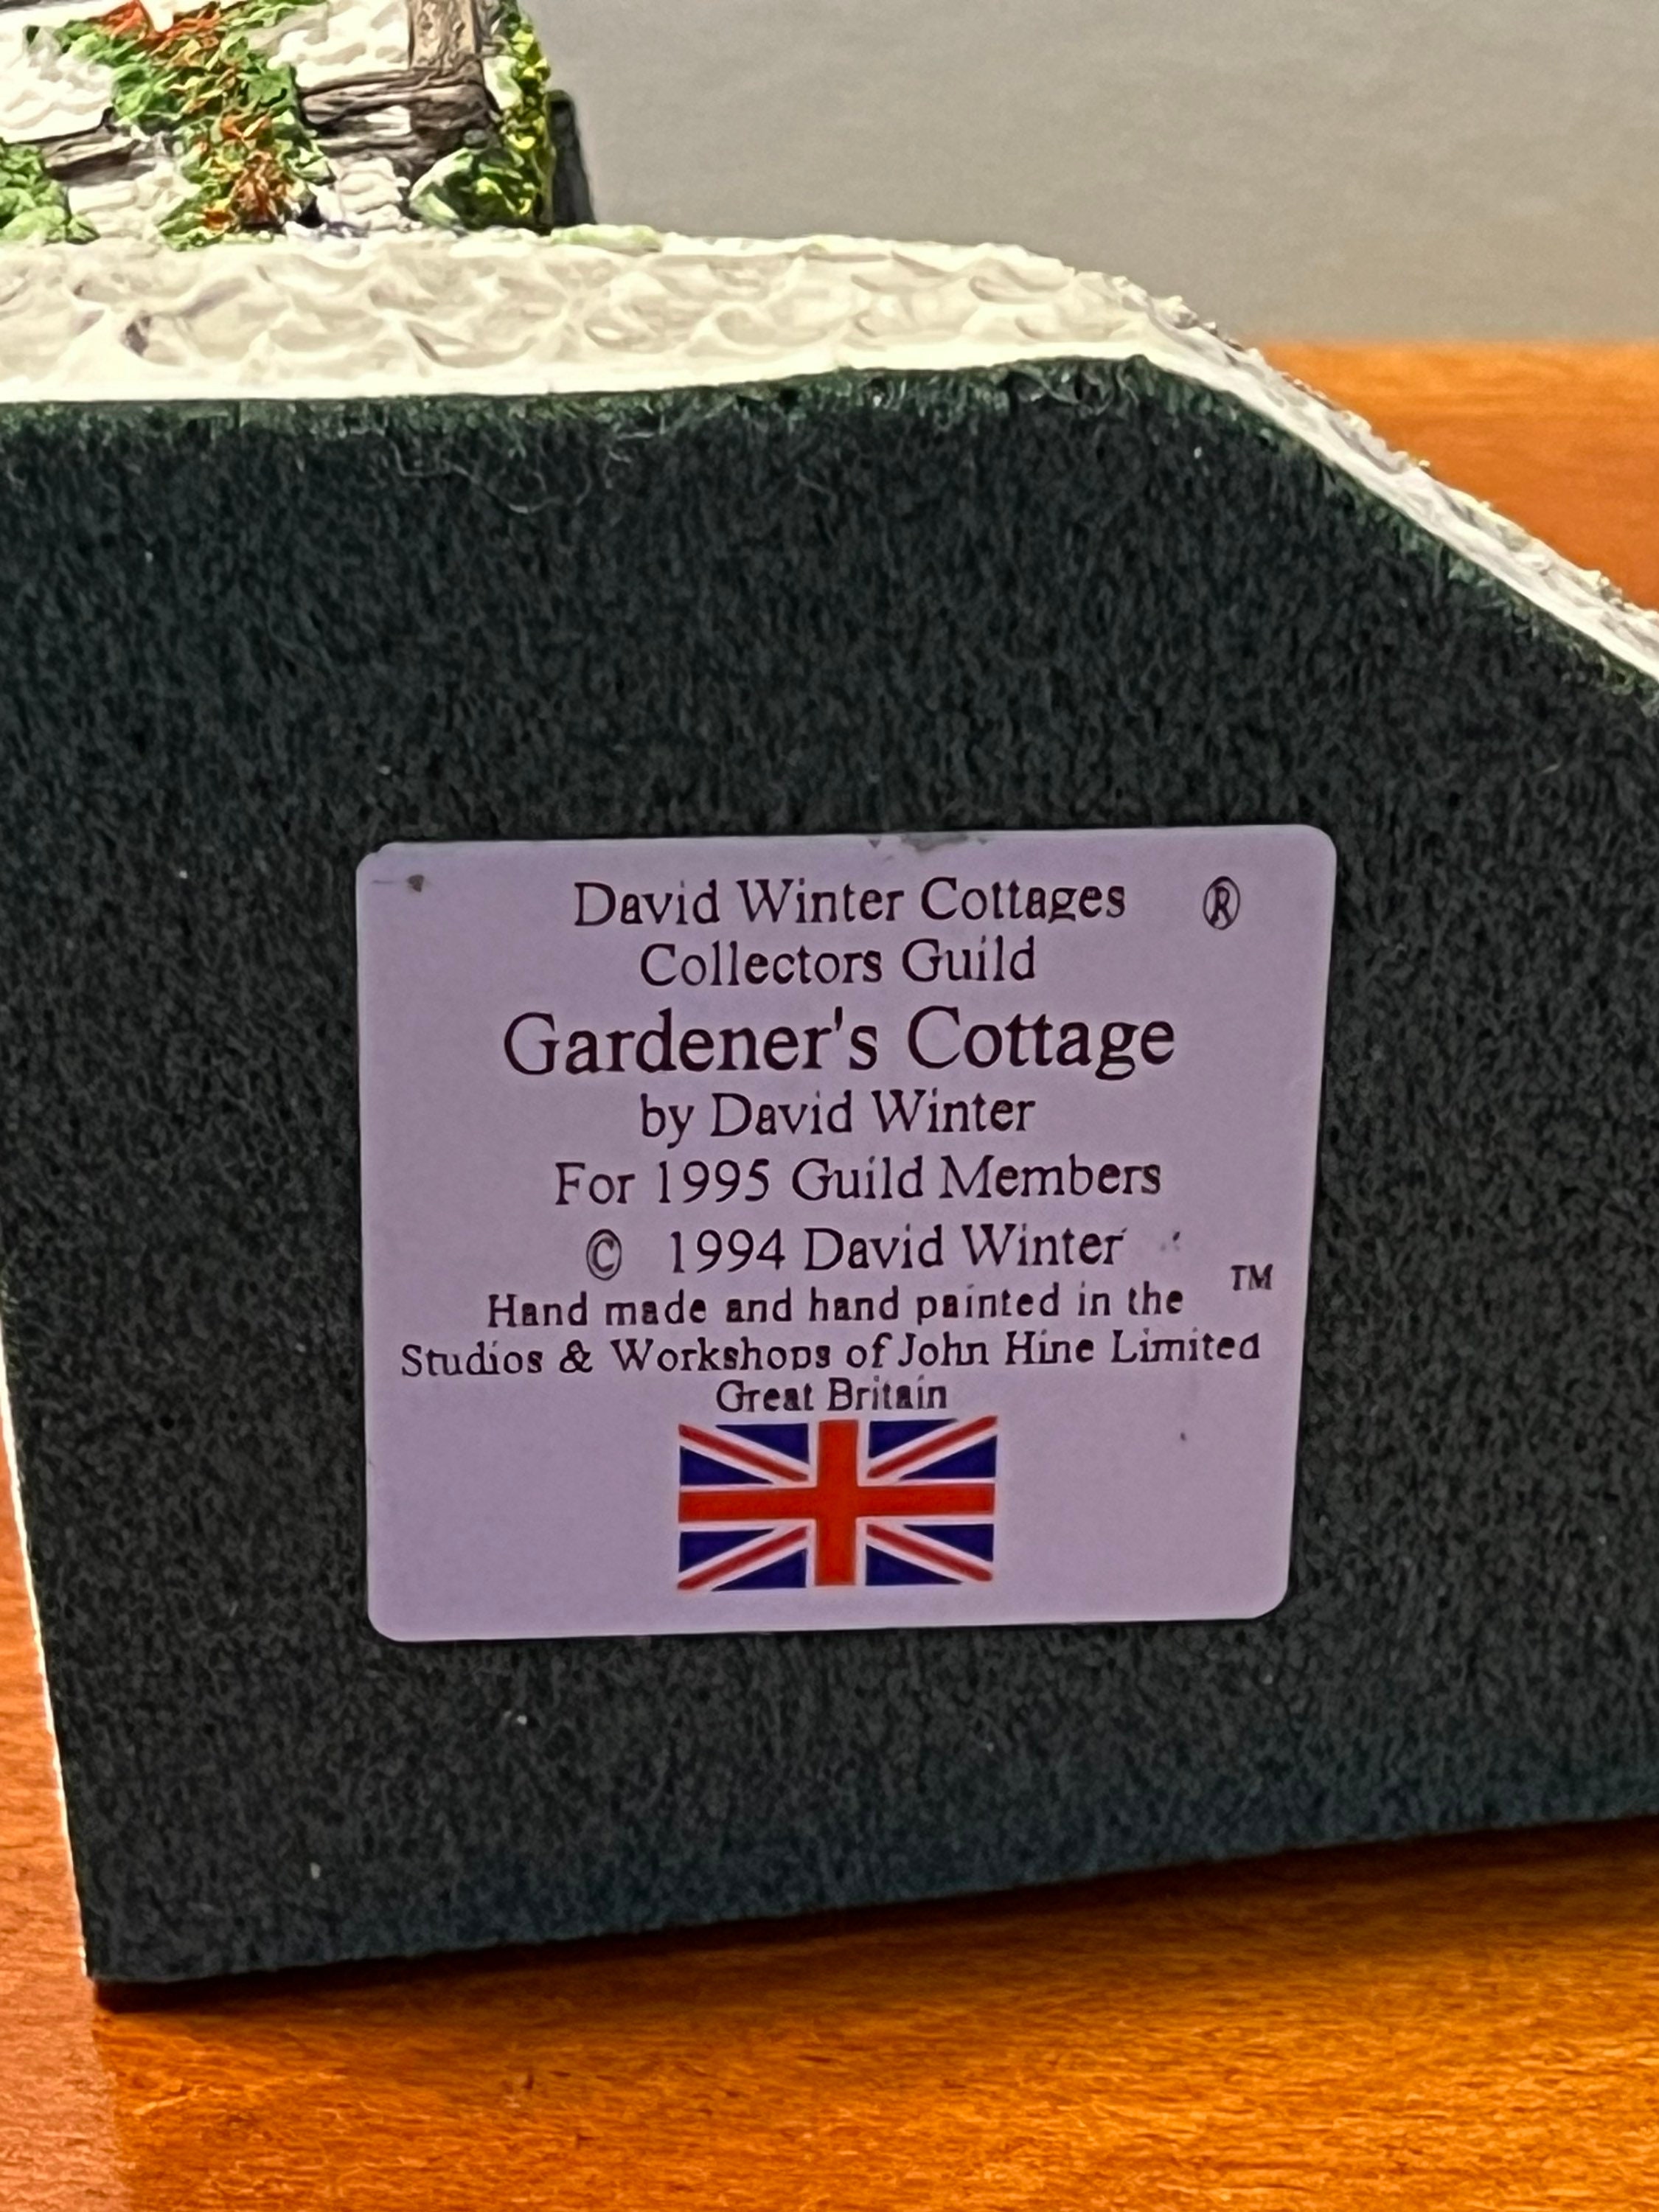 David Winter Cottages ®
Collectors Guild
Gardener's Cottage
by David Winter
For 1995 Guild Members
© 1994 David Winter
Hand made and hand painted in the ™
Studios & Workshops of John Hine Limited
Great Britain